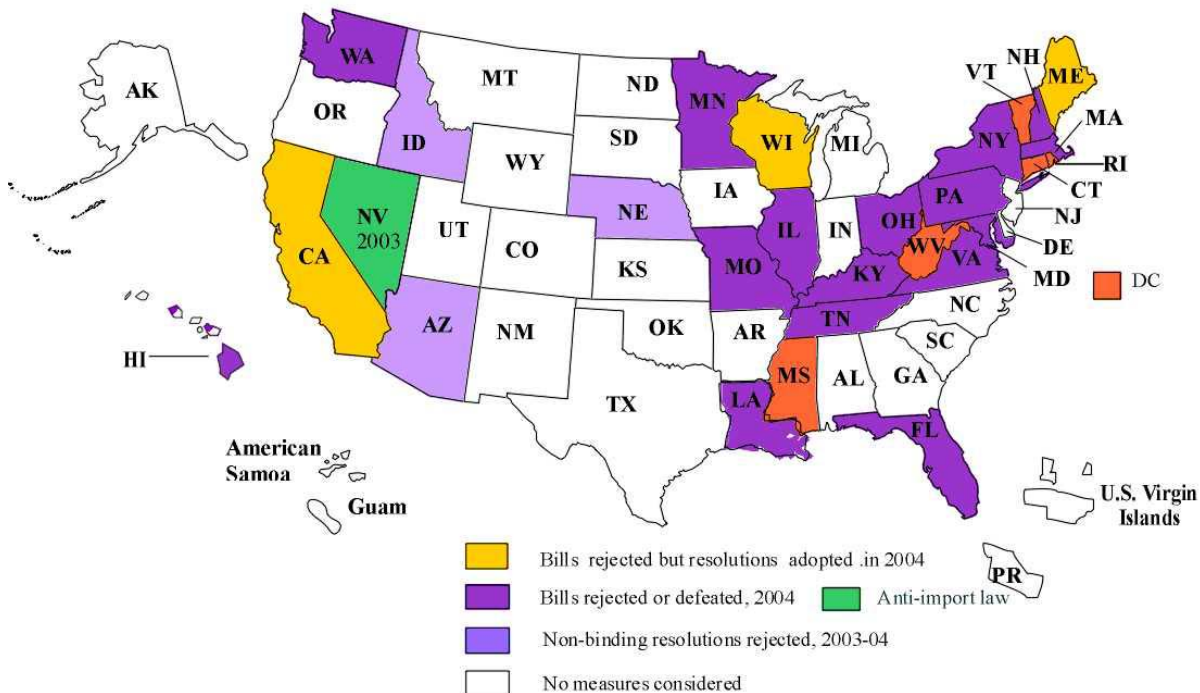 WA
MT
ND
MN
VT
NH
ME
AK
OR
ID
SD
WI
MI
NY
MA
WY
RI
CT
IA
PA
NJ
NV
2003
NE
UT
CO
IL
IN
OH
WV
VA
DE
MD
CA
KS
MO
KY
DC
AZ
NM
OK
AR
TN
NC
SC
HI
TX
MS
AL
GA
LA
FL
American
Samoa
Guam
U.S. Virgin
Islands
PR
Bills rejected but resolutions adopted .in 2004
Bills rejected or defeated, 2004
Anti-import law
Non-binding resolutions rejected, 2003-04
No measures considered